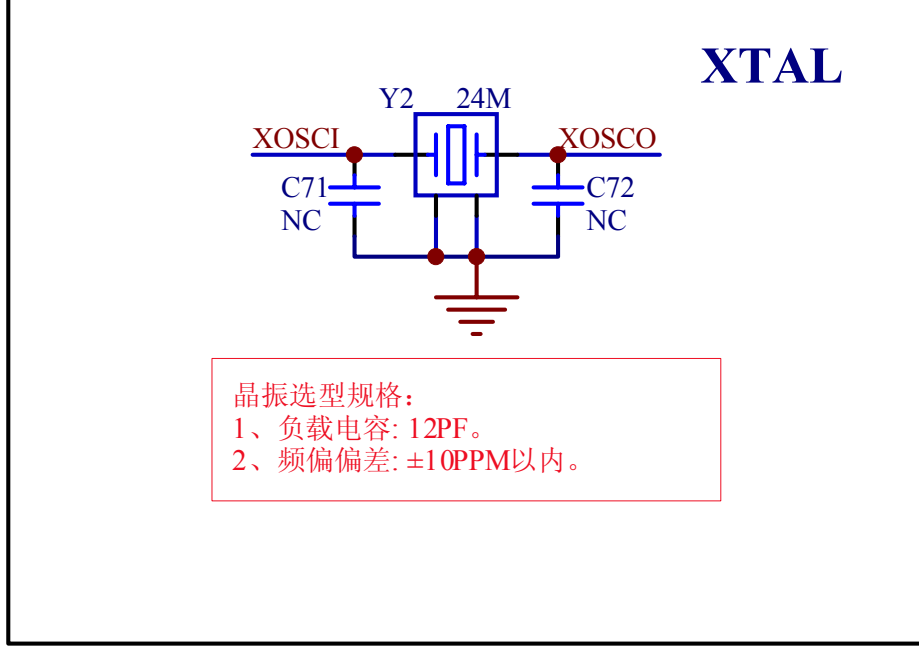 XTAL
Y2 24M
XOSCI XOSCO
C71 C72
NC NC
晶振选型规格:
1、负载电容: 12PF。
2、频偏偏差: ±10PPM以内。